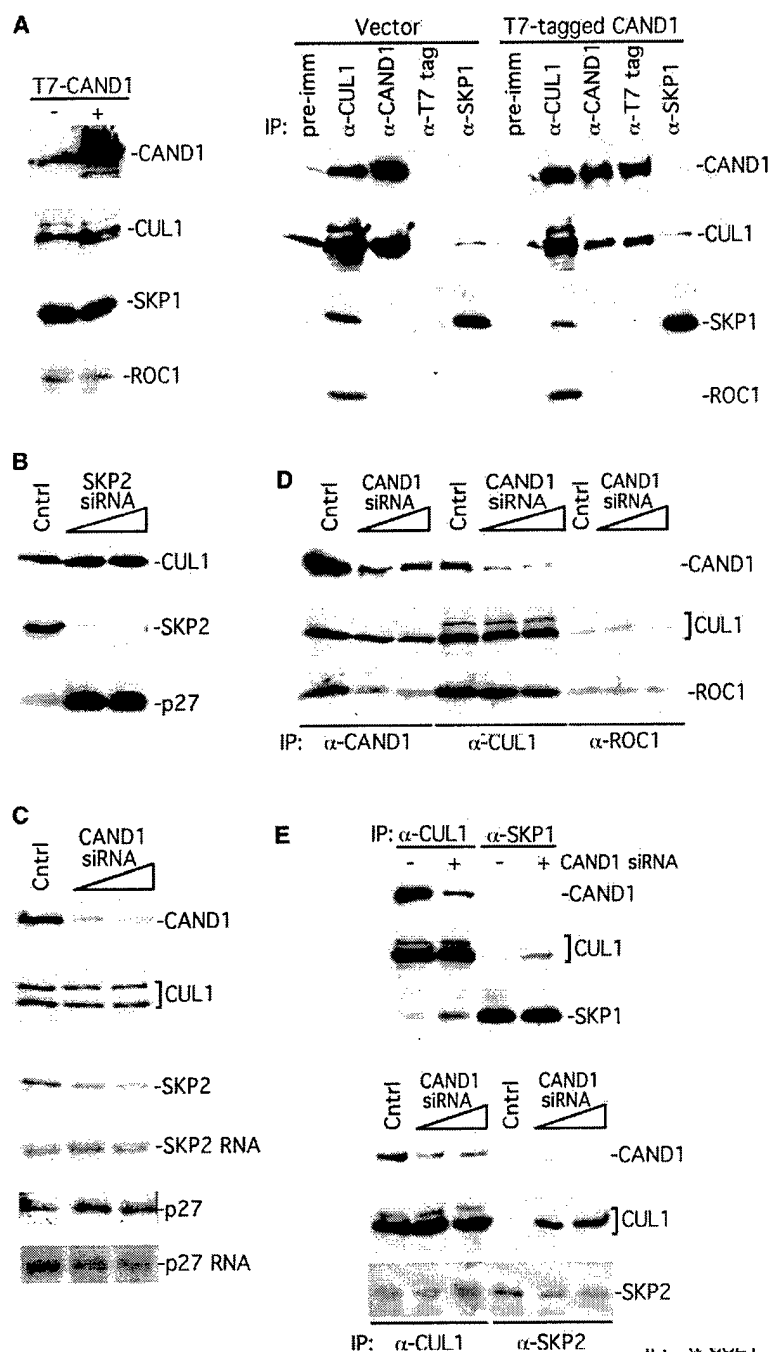 A
T7-CAND1
- +
-CAND1
-CUL1
-SKP1
-ROC1
Vector
T7-tagged CAND1
IP: pre-imm α-CUL1 α-CAND1 α-T7 tag α-SKP1 pre-imm α-CUL1 α-CAND1 α-T7 tag α-SKP1
-CAND1
-CUL1
-SKP1
-ROC1
B
Cntrl
SKP2
siRNA
-CUL1
-SKP2
-p27
D
Cntrl CAND1 siRNA Cntrl CAND1 siRNA Cntrl CAND1 siRNA
-CAND1
]CUL1
-ROC1
IP: α-CAND1 α-CUL1 α-ROC1
C
Cntrl
CAND1
siRNA
-CAND1
]CUL1
-SKP2
-SKP2 RNA
-p27
-p27 RNA
E
IP: α-CUL1 α-SKP1
- + - + CAND1 siRNA
-CAND1
]CUL1
-SKP1
Cntrl CAND1 siRNA Cntrl CAND1 siRNA
-CAND1
]CUL1
-SKP2
IP: α-CUL1 α-SKP2